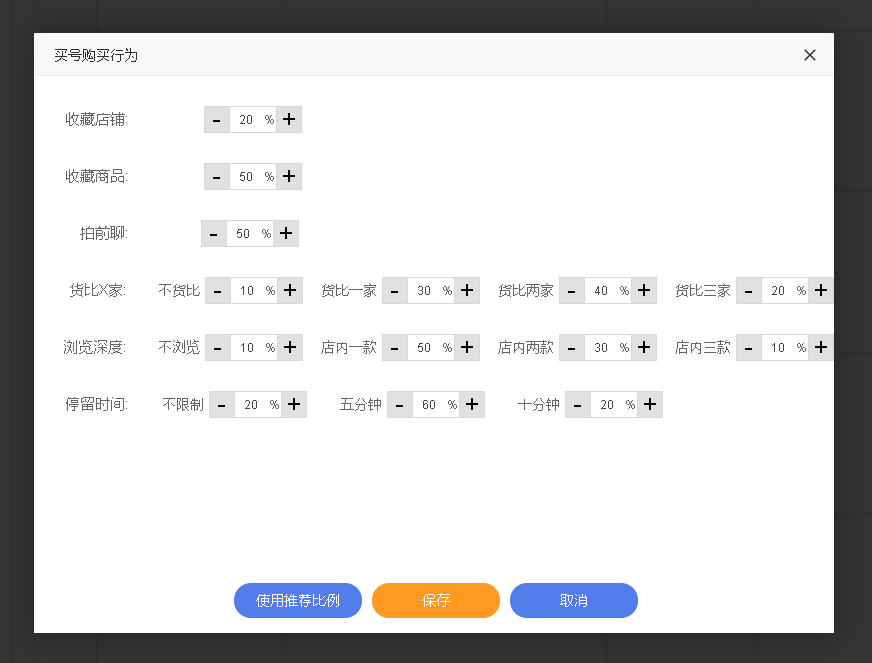 买号购买行为 ×
收藏店铺: - 20 % +
收藏商品: - 50 % +
拍前聊: - 50 % +
货比X家: 不货比 - 10 % + 货比一家 - 30 % + 货比两家 - 40 % + 货比三家 - 20 % +
浏览深度: 不浏览 - 10 % + 店内一款 - 50 % + 店内两款 - 30 % + 店内三款 - 10 % +
停留时间: 不限制 - 20 % + 五分钟 - 60 % + 十分钟 - 20 % +
使用推荐比例 保存 取消